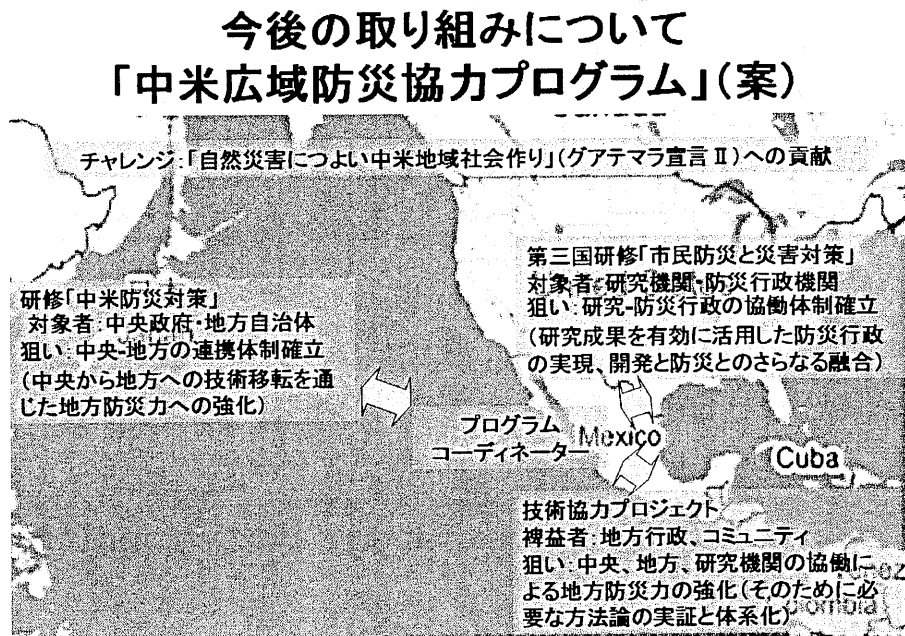 今後の取り組みについて
「中米広域防災協力プログラム」(案)
チャレンジ:「自然災害につよい中米地域社会作り」(グアテマラ宣言Ⅱ)への貢献
研修「中米防災対策」
対象者:中央政府・地方自治体
狙い:中央-地方の連携体制確立
(中央から地方への技術移転を通
じた地方防災力への強化)
第三国研修「市民防災と災害対策」
対象者:研究機関・防災行政機関
狙い:研究-防災行政の協働体制確立
(研究成果を有効に活用した防災行政
の実現、開発と防災とのさらなる融合)
プログラム
コーディネーター
Mexico
Cuba
技術協力プロジェクト
裨益者:地方行政、コミュニティ
狙い:中央、地方、研究機関の協働に
よる地方防災力の強化(そのために必
要な方法論の実証と体系化)